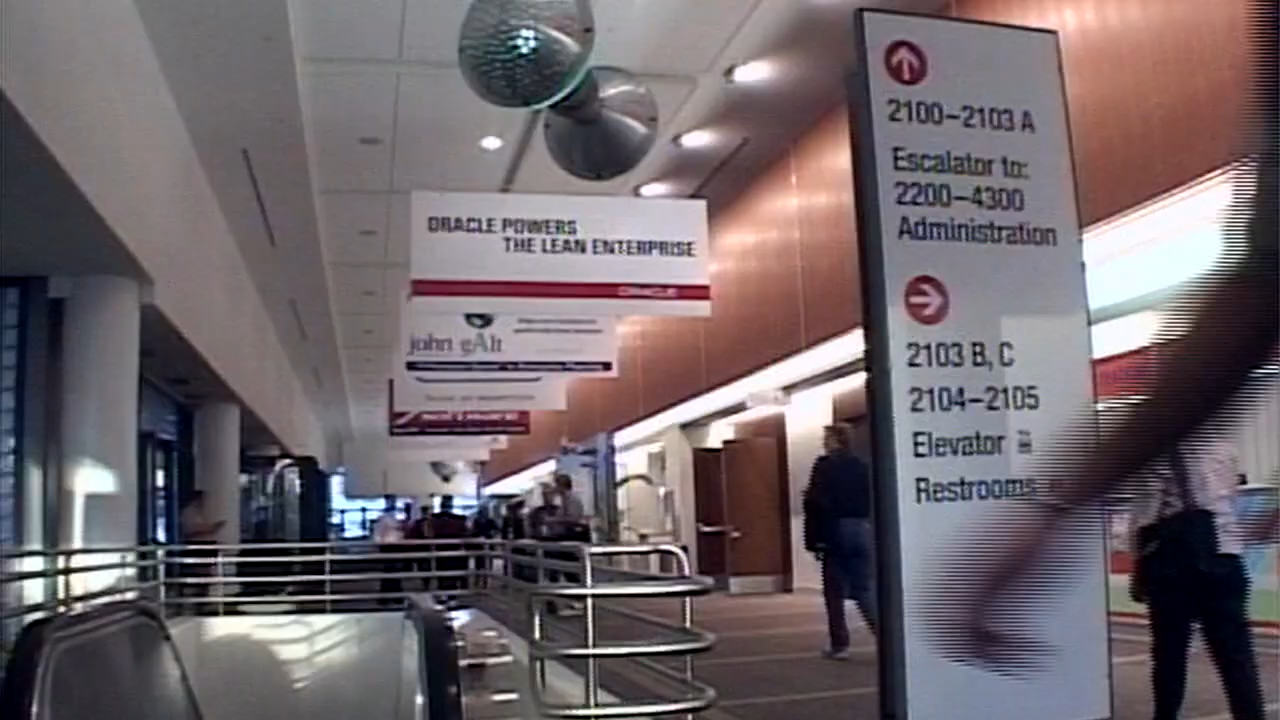 ORACLE POWERS
THE LEAN ENTERPRISE
ORACLE
john gAlt
2100-2103 A
Escalator to:
2200-4300
Administration
2103 B, C
2104-2105
Elevator
Restrooms